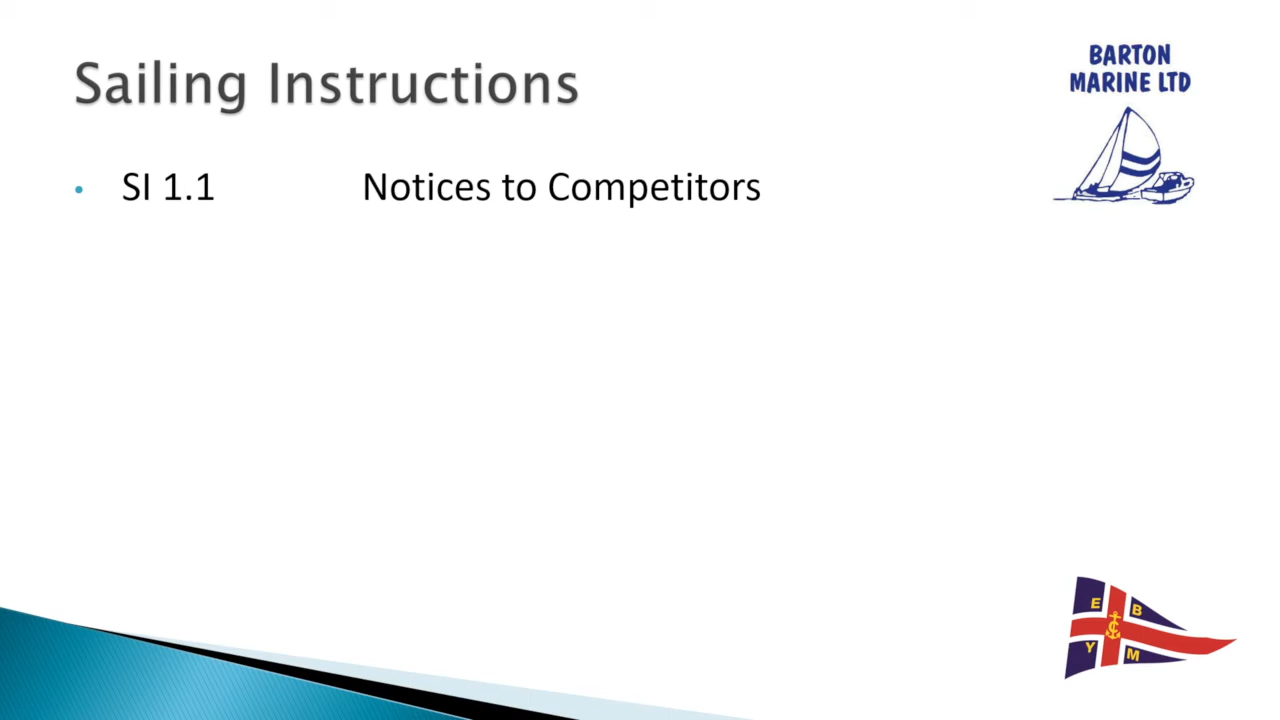 Sailing Instructions
BARTON
MARINE LTD
• SI 1.1 Notices to Competitors
E B
Y M